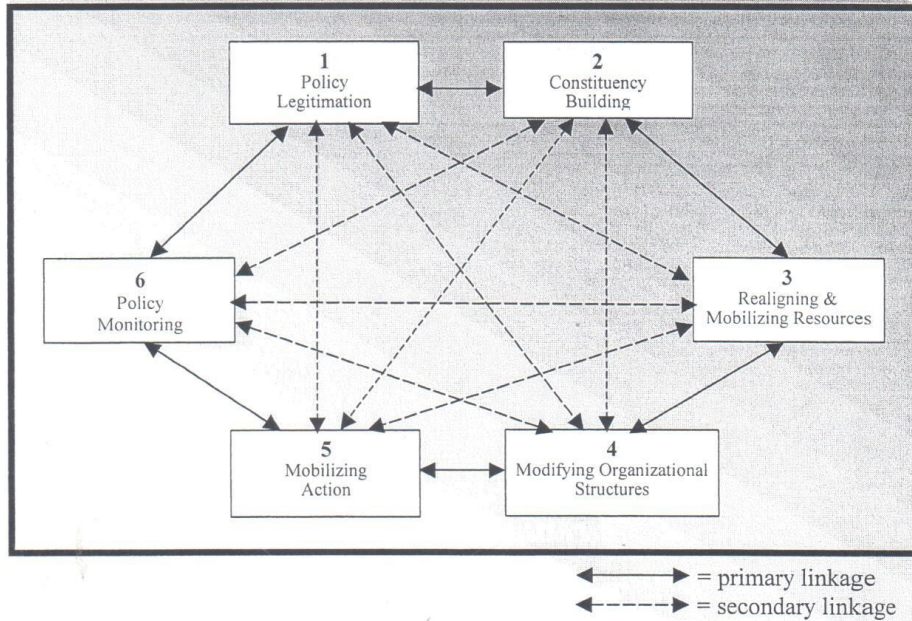 1
Policy
Legitimation
2
Constituency
Building
3
Realigning &
Mobilizing Resources
4
Modifying Organizational
Structures
5
Mobilizing
Action
6
Policy
Monitoring
= primary linkage
= secondary linkage